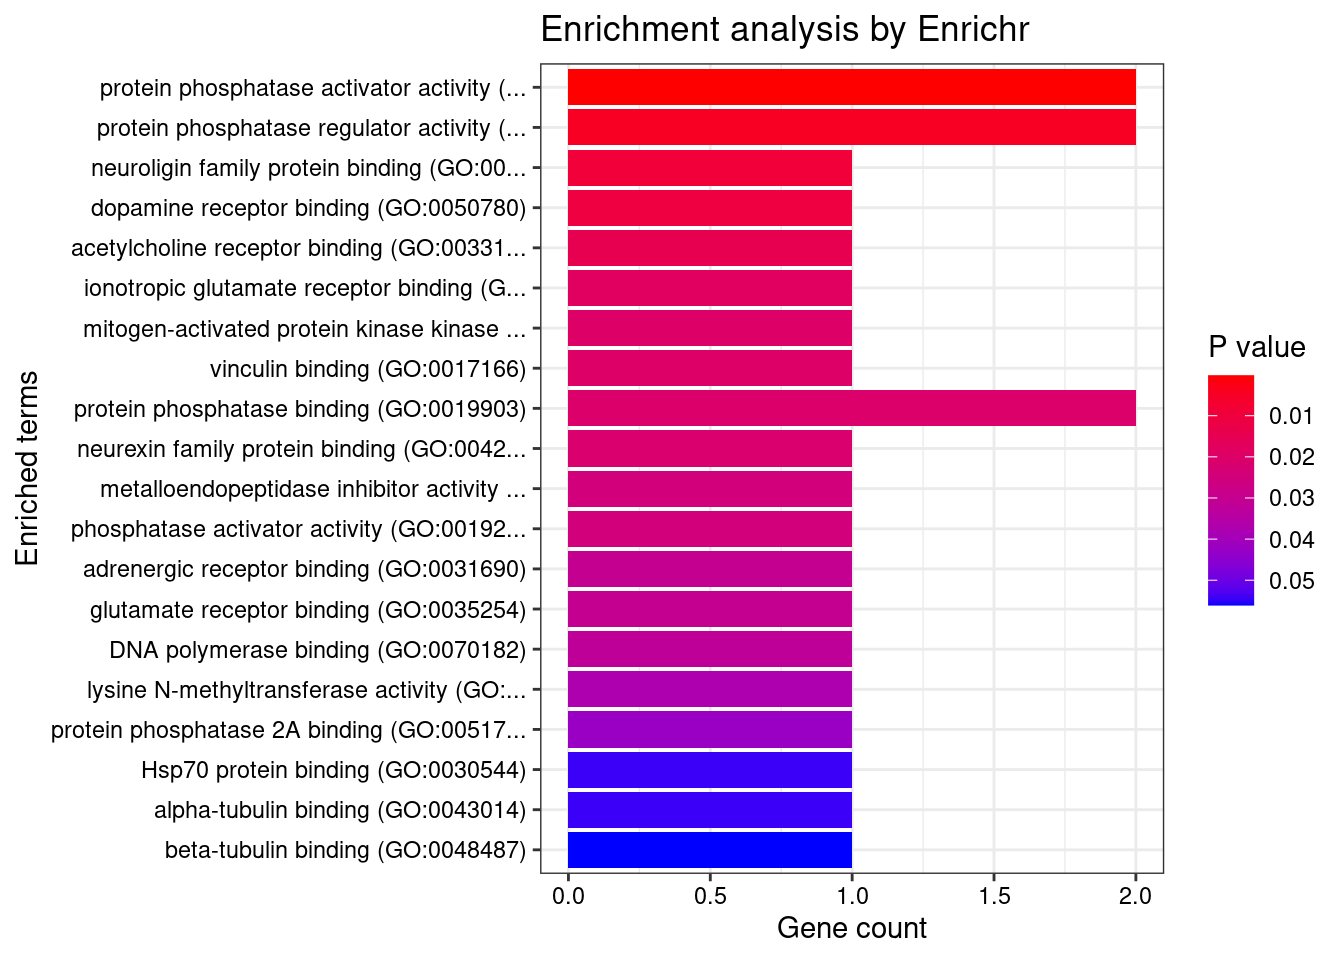 Enrichment analysis by Enrichr
protein phosphatase activator activity (...
protein phosphatase regulator activity (...
neuroligin family protein binding (GO:00...
dopamine receptor binding (GO:0050780)
acetylcholine receptor binding (GO:00331...
ionotropic glutamate receptor binding (G...
mitogen-activated protein kinase kinase ...
vinculin binding (GO:0017166)
protein phosphatase binding (GO:0019903)
neurexin family protein binding (GO:0042...
metalloendopeptidase inhibitor activity ...
phosphatase activator activity (GO:00192...
adrenergic receptor binding (GO:0031690)
glutamate receptor binding (GO:0035254)
DNA polymerase binding (GO:0070182)
lysine N-methyltransferase activity (GO:...
protein phosphatase 2A binding (GO:00517...
Hsp70 protein binding (GO:0030544)
alpha-tubulin binding (GO:0043014)
beta-tubulin binding (GO:0048487)
Enriched terms
0.0 0.5 1.0 1.5 2.0
Gene count
P value
0.01
0.02
0.03
0.04
0.05